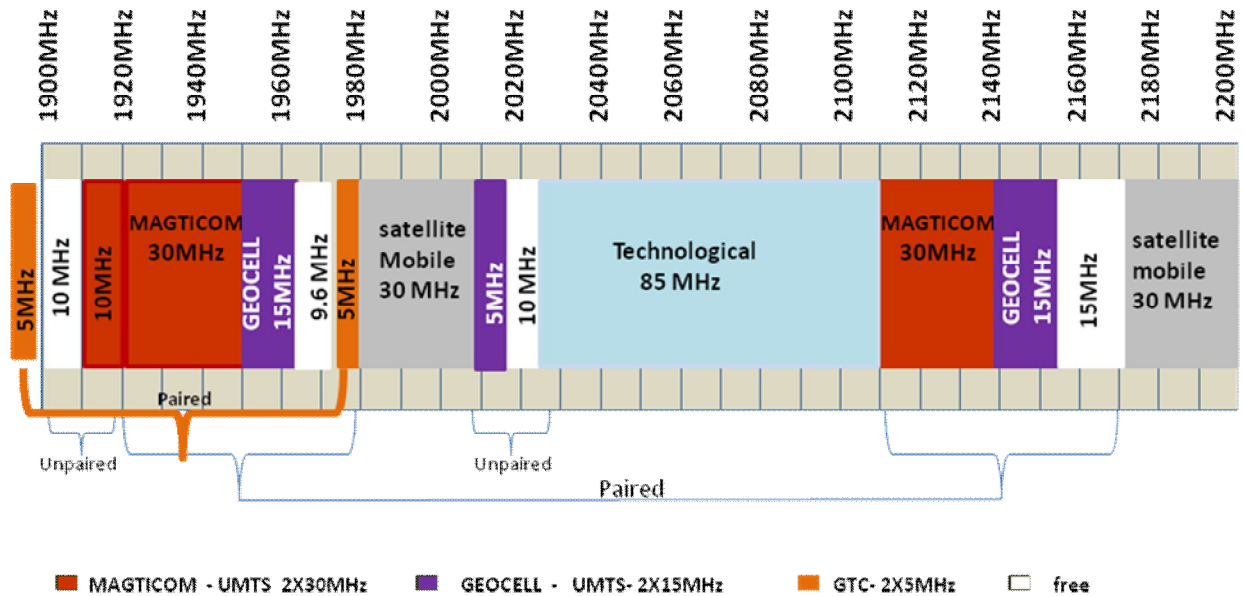 1900MHz
1920MHz
1940MHz
1960MHz
1980MHz
2000MHz
2020MHz
2040MHz
2060MHz
2080MHz
2100MHz
2120MHz
2140MHz
2160MHz
2180MHz
2200MHz
5MHz
10 MHz
10MHz
MAGTICOM
30MHz
GEOCELL
15MHz
9.6 MHz
5MHz
satellite
Mobile
30 MHz
5MHz
10 MHz
Technological
85 MHz
MAGTICOM
30MHz
GEOCELL
15MHz
15MHz
satellite
mobile
30 MHz
Paired
Unpaired
Unpaired
Paired
MAGTICOM - UMTS 2X30MHz
GEOCELL - UMTS- 2X15MHz
GTC- 2X5MHz
free